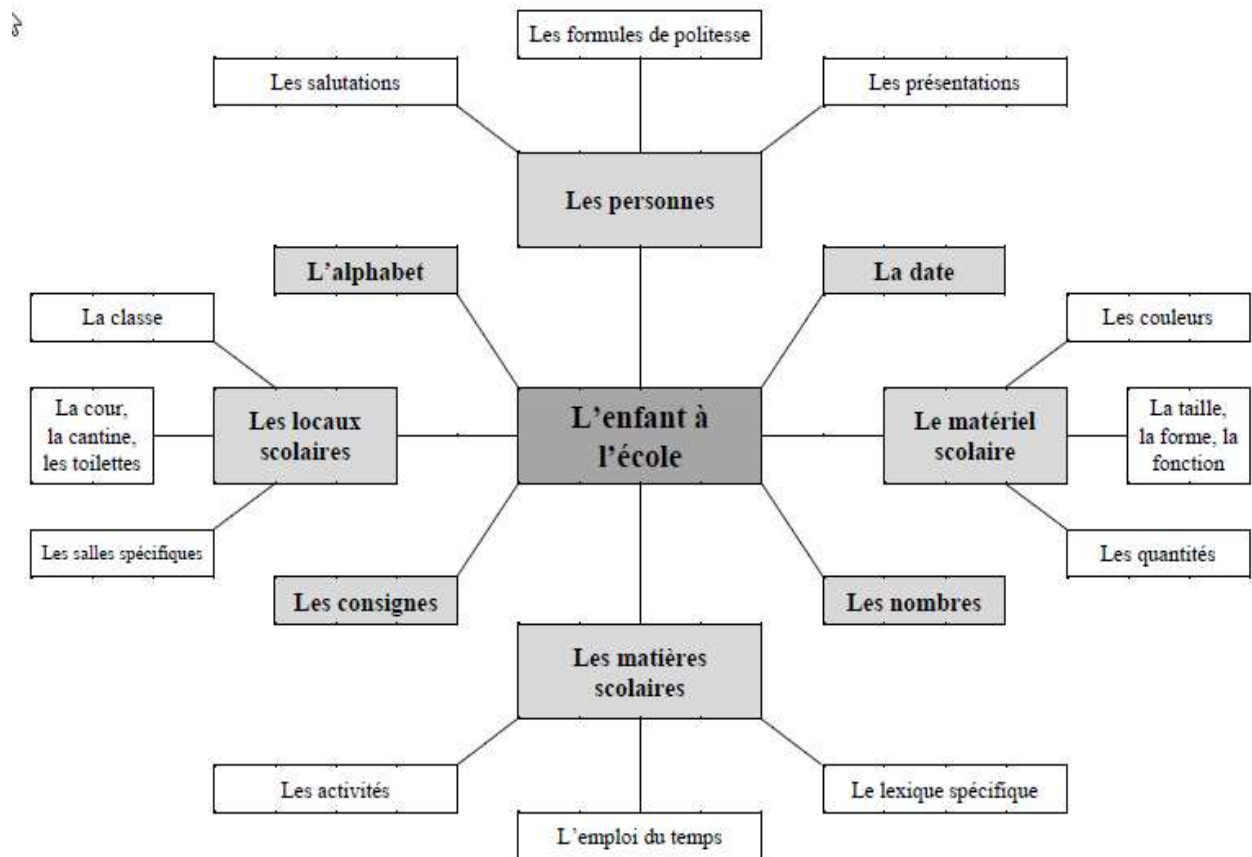 Les formules de politesse
Les salutations
Les présentations
Les personnes
L'alphabet
La date
La classe
Les couleurs
La cour,
la cantine,
les toilettes
Les locaux
scolaires
L'enfant à
l'école
Le matériel
scolaire
La taille,
la forme, la
fonction
Les salles spécifiques
Les quantités
Les consignes
Les nombres
Les matières
scolaires
Les activités
Le lexique spécifique
L'emploi du temps